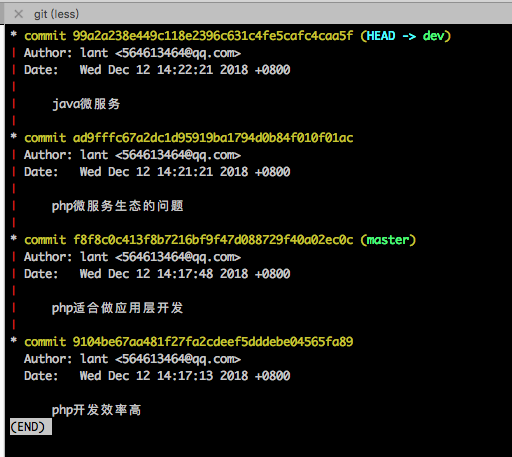 git (less)
* commit 99a2a238e449c118e2396c631c4fe5cafc4caa5f (HEAD -> dev)
| Author: lant <564613464@qq.com>
| Date:   Wed Dec 12 14:22:21 2018 +0800
|
|     java微服务
|
* commit ad9fffc67a2dc1d95919ba1794d0b84f010f01ac
| Author: lant <564613464@qq.com>
| Date:   Wed Dec 12 14:21:21 2018 +0800
|
|     php微服务生态的问题
|
* commit f8f8c0c413f8b7216bf9f47d088729f40a02ec0c (master)
| Author: lant <564613464@qq.com>
| Date:   Wed Dec 12 14:17:48 2018 +0800
|
|     php适合做应用层开发
|
* commit 9104be67aa481f27fa2cdeef5dddebe04565fa89
  Author: lant <564613464@qq.com>
  Date:   Wed Dec 12 14:17:13 2018 +0800

      php开发效率高
(END)